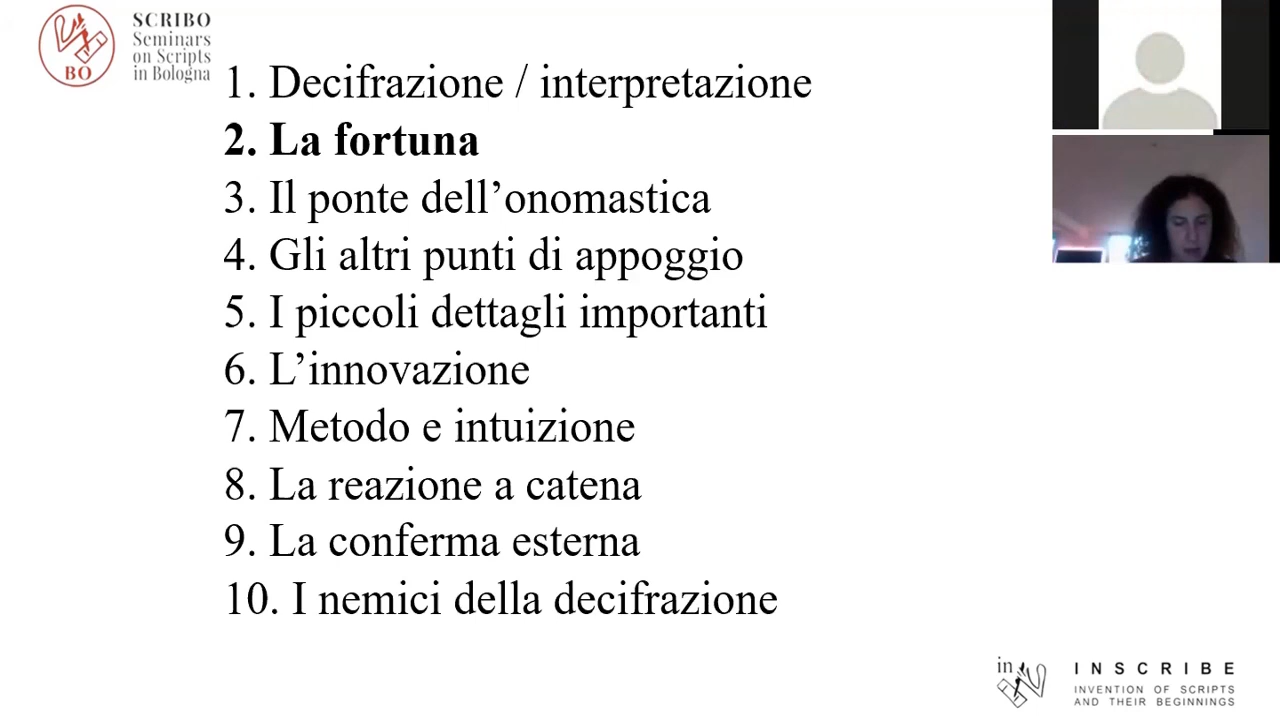 SCRIBO
Seminars
on Scripts
in Bologna
BO
1. Decifrazione / interpretazione
2. La fortuna
3. Il ponte dell’onomastica
4. Gli altri punti di appoggio
5. I piccoli dettagli importanti
6. L’innovazione
7. Metodo e intuizione
8. La reazione a catena
9. La conferma esterna
10. I nemici della decifrazione
in
INSCRIBE
INVENTION OF SCRIPTS
AND THEIR BEGINNINGS